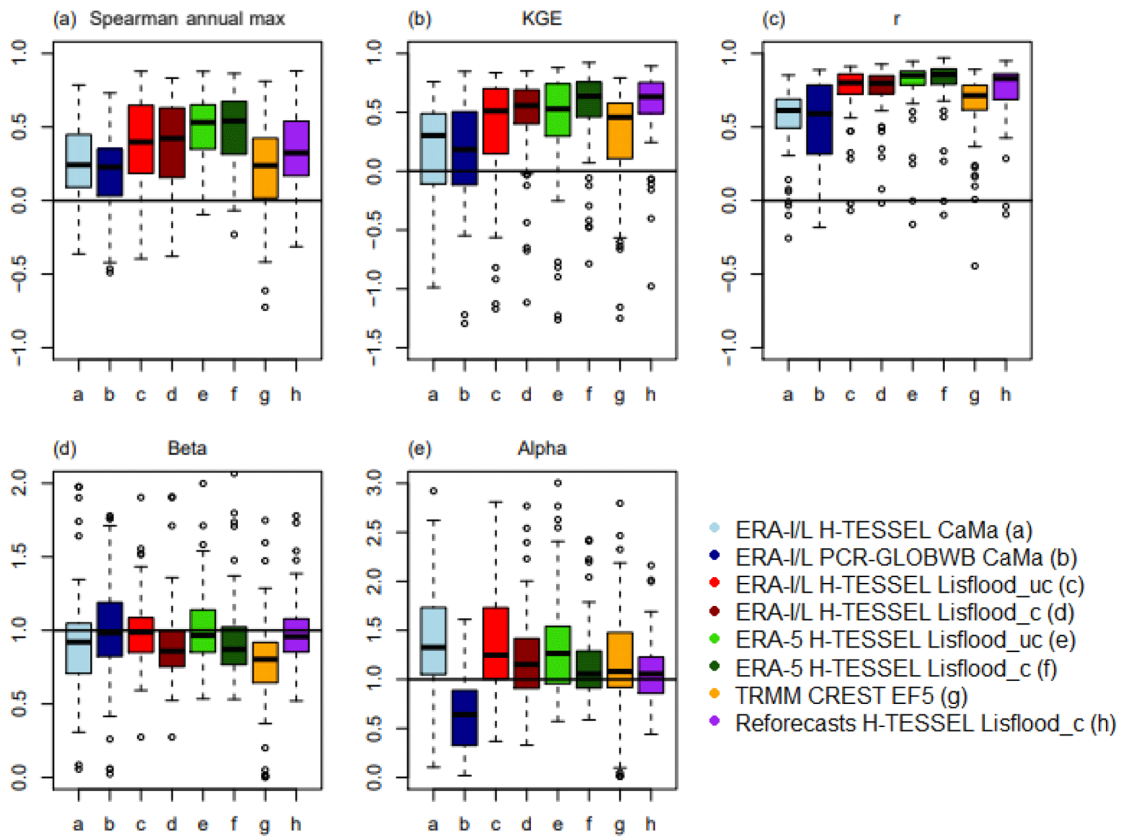 (a) Spearman annual max
1.0
0.5
0.0
−0.5
−1.0
a b c d e f g h
(b) KGE
1.0
0.5
0.0
−0.5
−1.0
−1.5
a b c d e f g h
(c) r
1.0
0.5
0.0
−0.5
−1.0
a b c d e f g h
(d) Beta
2.0
1.5
1.0
0.5
0.0
a b c d e f g h
(e) Alpha
3.0
2.5
2.0
1.5
1.0
0.5
0.0
a b c d e f g h
ERA-I/L H-TESSEL CaMa (a)
ERA-I/L PCR-GLOBWB CaMa (b)
ERA-I/L H-TESSEL Lisflood_uc (c)
ERA-I/L H-TESSEL Lisflood_c (d)
ERA-5 H-TESSEL Lisflood_uc (e)
ERA-5 H-TESSEL Lisflood_c (f)
TRMM CREST EF5 (g)
Reforecasts H-TESSEL Lisflood_c (h)